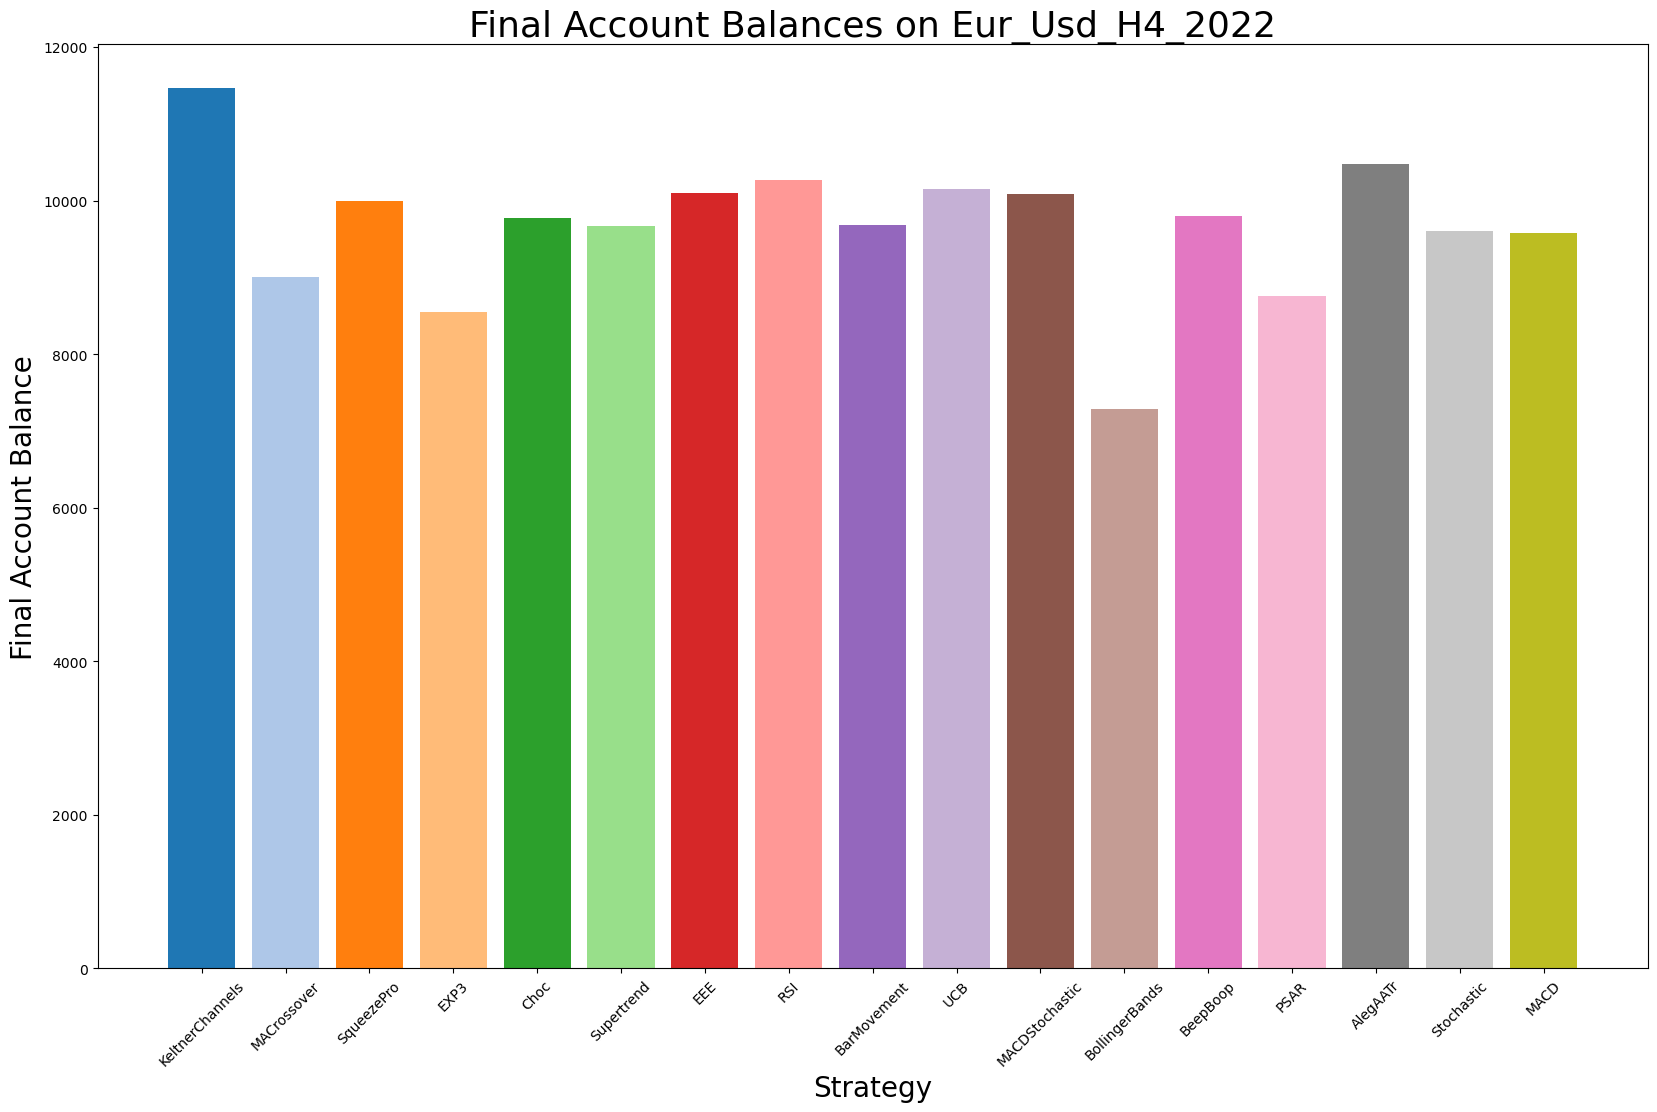 Final Account Balances on Eur_Usd_H4_2022
Final Account Balance
12000
10000
8000
6000
4000
2000
0
KeltnerChannels
MACrossover
SqueezePro
EXP3
Choc
Supertrend
EEE
RSI
BarMovement
UCB
MACDStochastic
BollingerBands
BeepBoop
PSAR
AlegAATr
Stochastic
MACD
Strategy